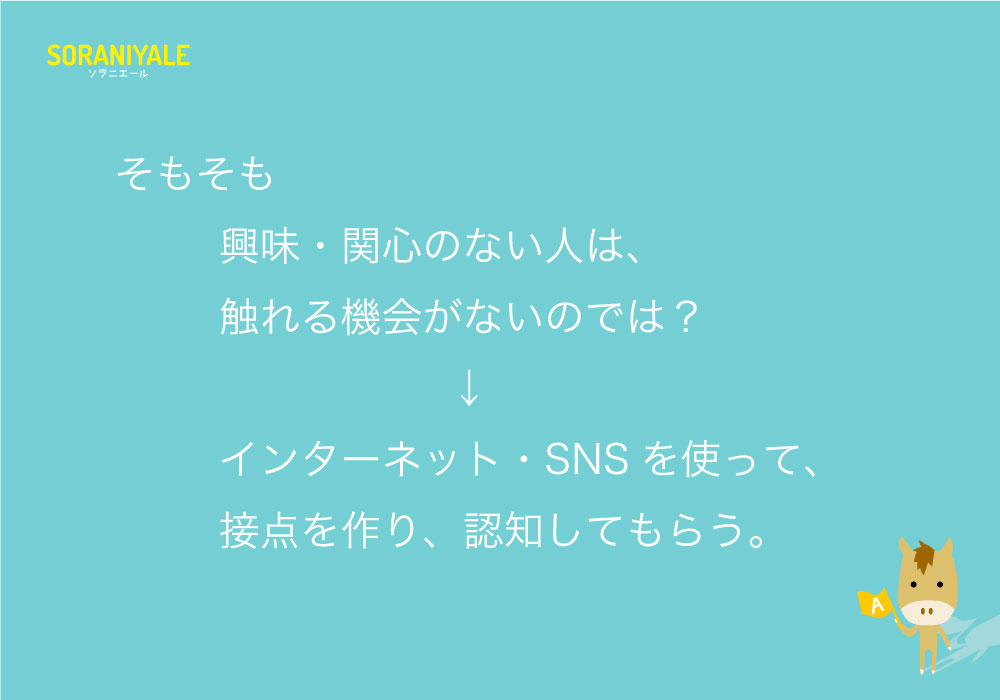 SORANIYALE
ソラニエール
そもそも
興味・関心のない人は、
触れる機会がないのでは？
↓
インターネット・SNS を使って、
接点を作り、認知してもらう。
A